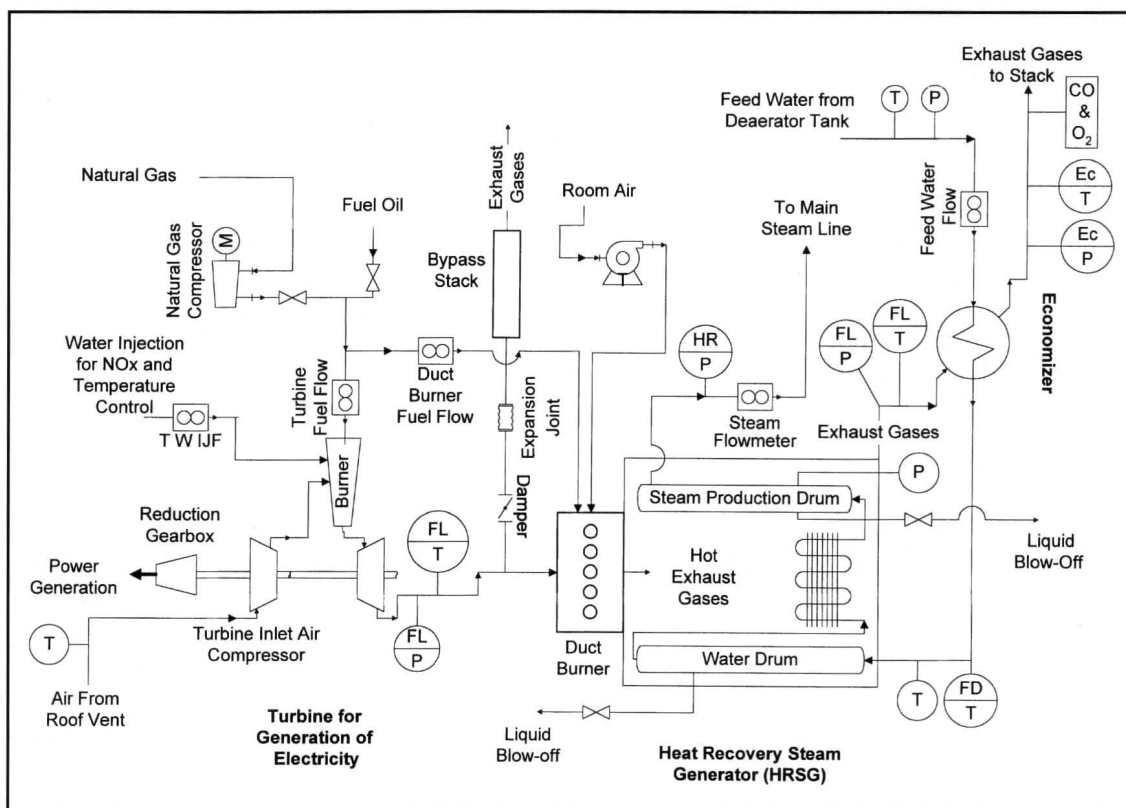 Exhaust Gases
to Stack
CO
&
O2
Feed Water from
Deaerator Tank
T
P
Ec
T
Ec
P
Feed Water
Flow
Economizer
Natural Gas
Natural Gas
Compressor
M
Fuel Oil
Exhaust
Gases
Bypass
Stack
Room Air
To Main
Steam Line
Water Injection
for NOx and
Temperature
Control
T W IJF
Turbine
Fuel Flow
Duct
Burner
Fuel Flow
Expansion
Joint
HR
P
Steam
Flowmeter
FL
P
FL
T
Exhaust Gases
Burner
Damper
P
Steam Production Drum
Reduction
Gearbox
Power
Generation
FL
T
Hot
Exhaust
Gases
Liquid
Blow-Off
T
Turbine Inlet Air
Compressor
FL
P
Duct
Burner
Water Drum
T
FD
T
Air From
Roof Vent
Turbine for
Generation of
Electricity
Liquid
Blow-off
Heat Recovery Steam
Generator (HRSG)